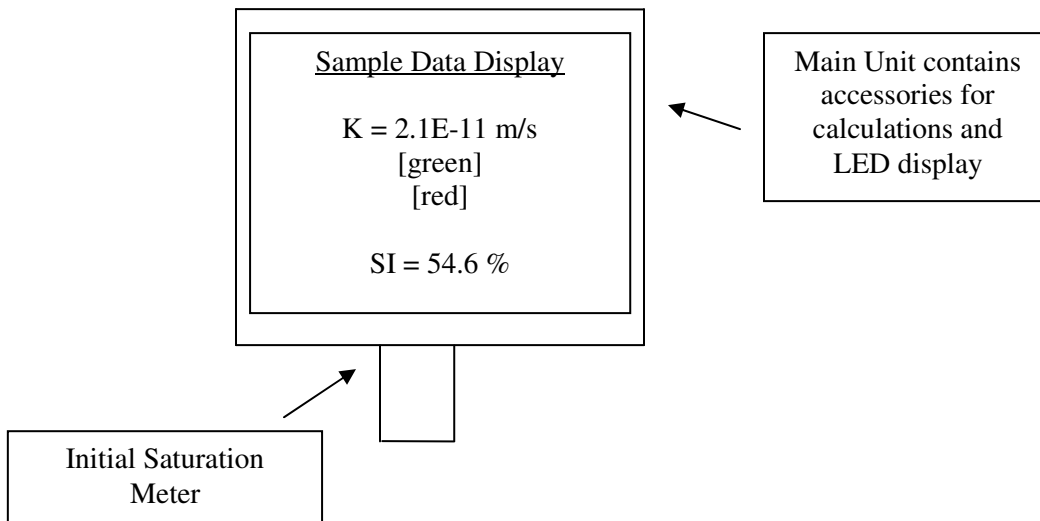 Sample Data Display
K = 2.1E-11 m/s
[green]
[red]
SI = 54.6 %
Main Unit contains
accessories for
calculations and
LED display
Initial Saturation
Meter